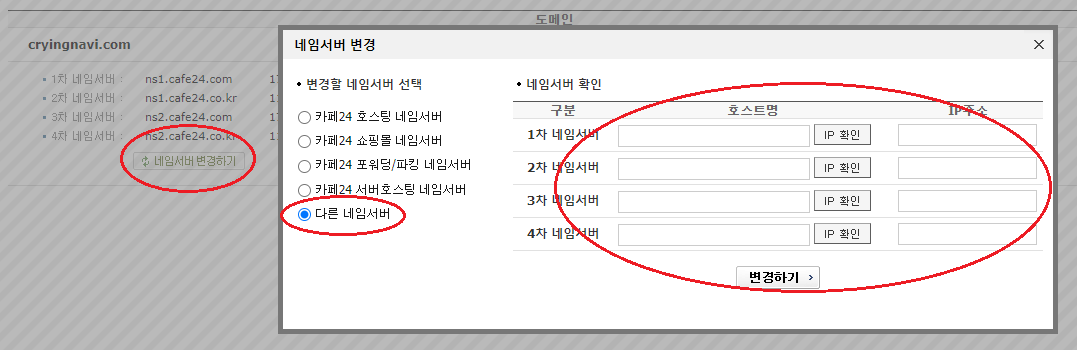 도메인
cryingnavi.com
1차 네임서버 : ns1.cafe24.com
2차 네임서버 : ns1.cafe24.co.kr
3차 네임서버 : ns2.cafe24.com
4차 네임서버 : ns2.cafe24.co.kr
네임서버 변경하기
네임서버 변경
변경할 네임서버 선택
카페24 호스팅 네임서버
카페24 쇼핑몰 네임서버
카페24 포워딩/파킹 네임서버
카페24 서버호스팅 네임서버
다른 네임서버
네임서버 확인
구분 호스트명 IP주소
1차 네임서버 IP 확인
2차 네임서버 IP 확인
3차 네임서버 IP 확인
4차 네임서버 IP 확인
변경하기